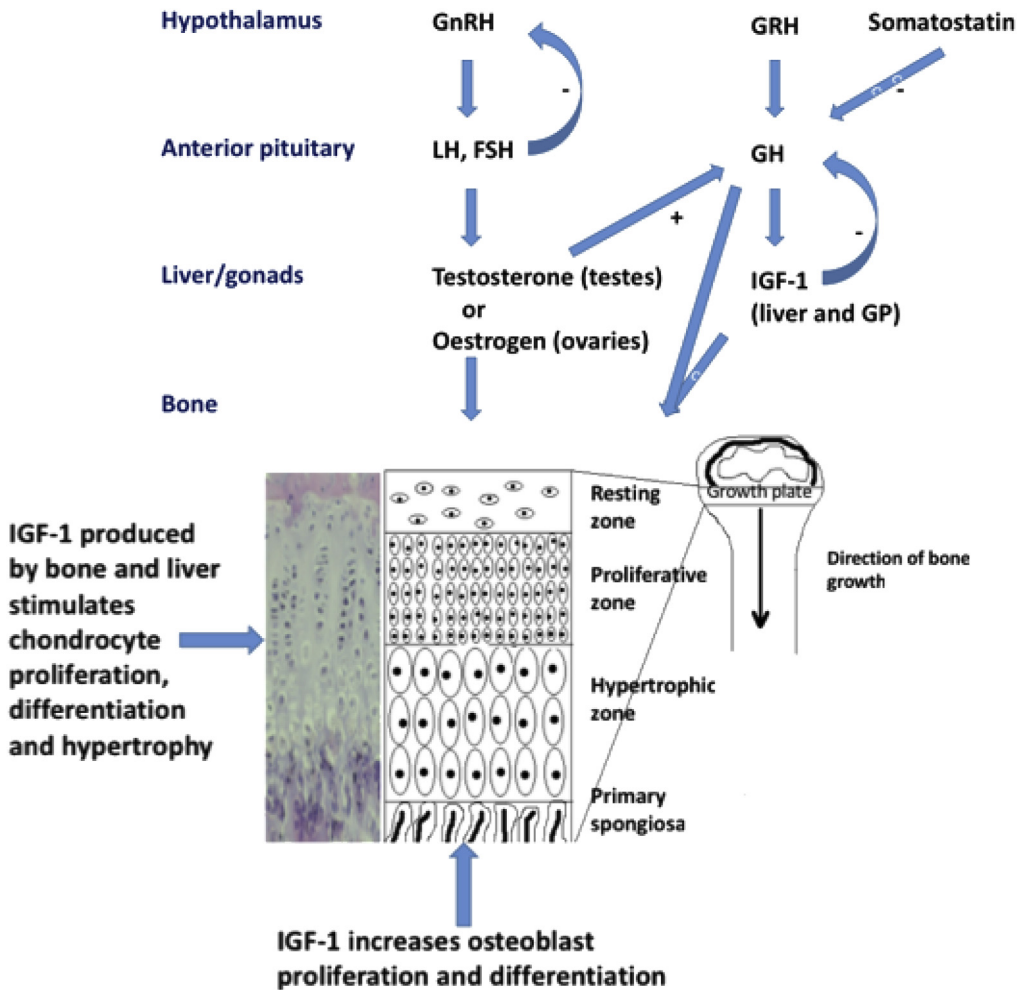 Hypothalamus
GnRH
GRH
Somatostatin
-
C
C
-
Anterior pituitary
LH, FSH
GH
+
-
Liver/gonads
Testosterone (testes)
or
Oestrogen (ovaries)
IGF-1
(liver and GP)
C
Bone
Growth plate
Resting
zone
Proliferative
zone
Hypertrophic
zone
Primary
spongiosa
Direction of bone
growth
IGF-1 produced
by bone and liver
stimulates
chondrocyte
proliferation,
differentiation
and hypertrophy
IGF-1 increases osteoblast
proliferation and differentiation